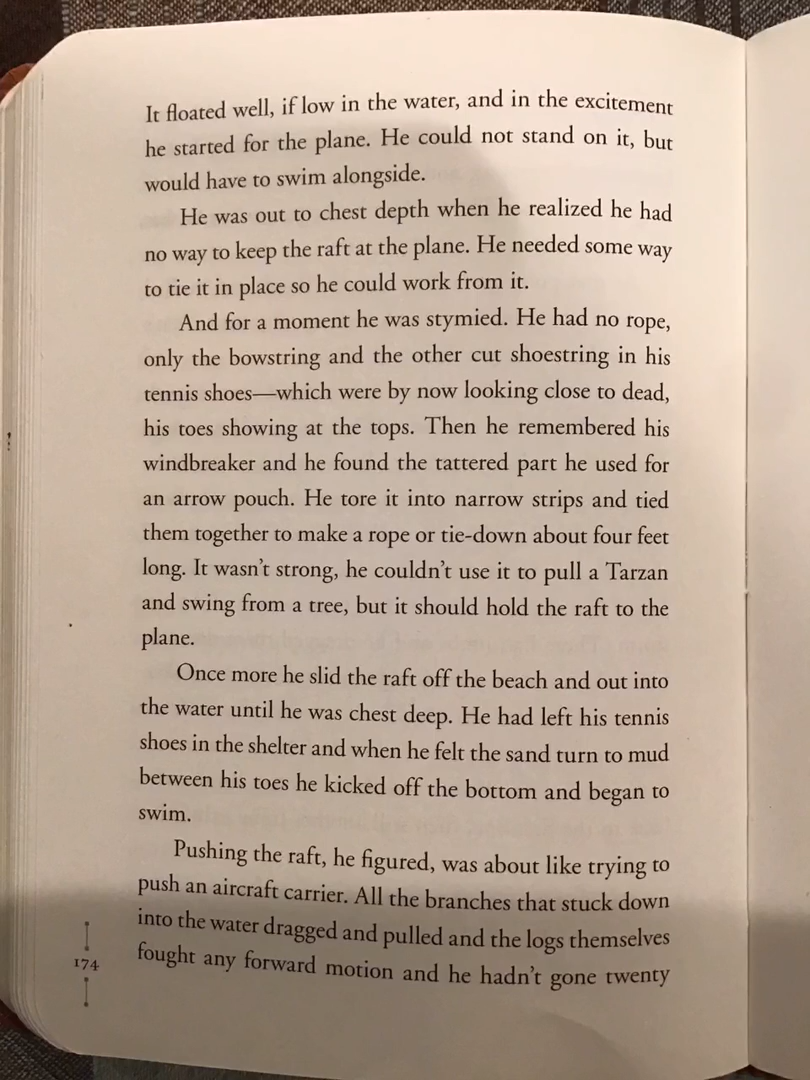 It floated well, if low in the water, and in the excitement
he started for the plane. He could not stand on it, but
would have to swim alongside.
He was out to chest depth when he realized he had
no way to keep the raft at the plane. He needed some way
to tie it in place so he could work from it.
And for a moment he was stymied. He had no rope,
only the bowstring and the other cut shoestring in his
tennis shoes—which were by now looking close to dead,
his toes showing at the tops. Then he remembered his
windbreaker and he found the tattered part he used for
an arrow pouch. He tore it into narrow strips and tied
them together to make a rope or tie-down about four feet
long. It wasn't strong, he couldn't use it to pull a Tarzan
and swing from a tree, but it should hold the raft to the
plane.
Once more he slid the raft off the beach and out into
the water until he was chest deep. He had left his tennis
shoes in the shelter and when he felt the sand turn to mud
between his toes he kicked off the bottom and began to
swim.
Pushing the raft, he figured, was about like trying to
push an aircraft carrier. All the branches that stuck down
into the water dragged and pulled and the logs themselves
fought any forward motion and he hadn't gone twenty
174